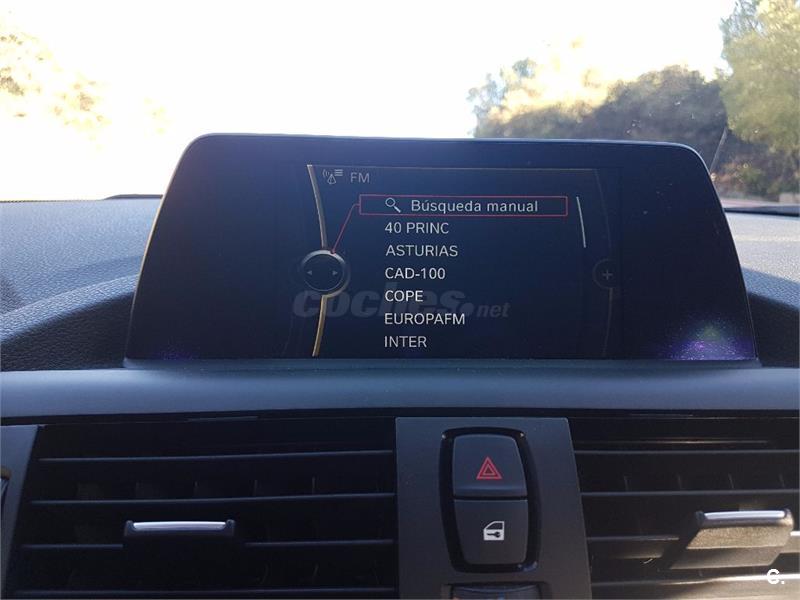 FM
Búsqueda manual
40 PRINC
ASTURIAS
CAD-100
COPE
coches.net
EUROPAFM
INTER
c.